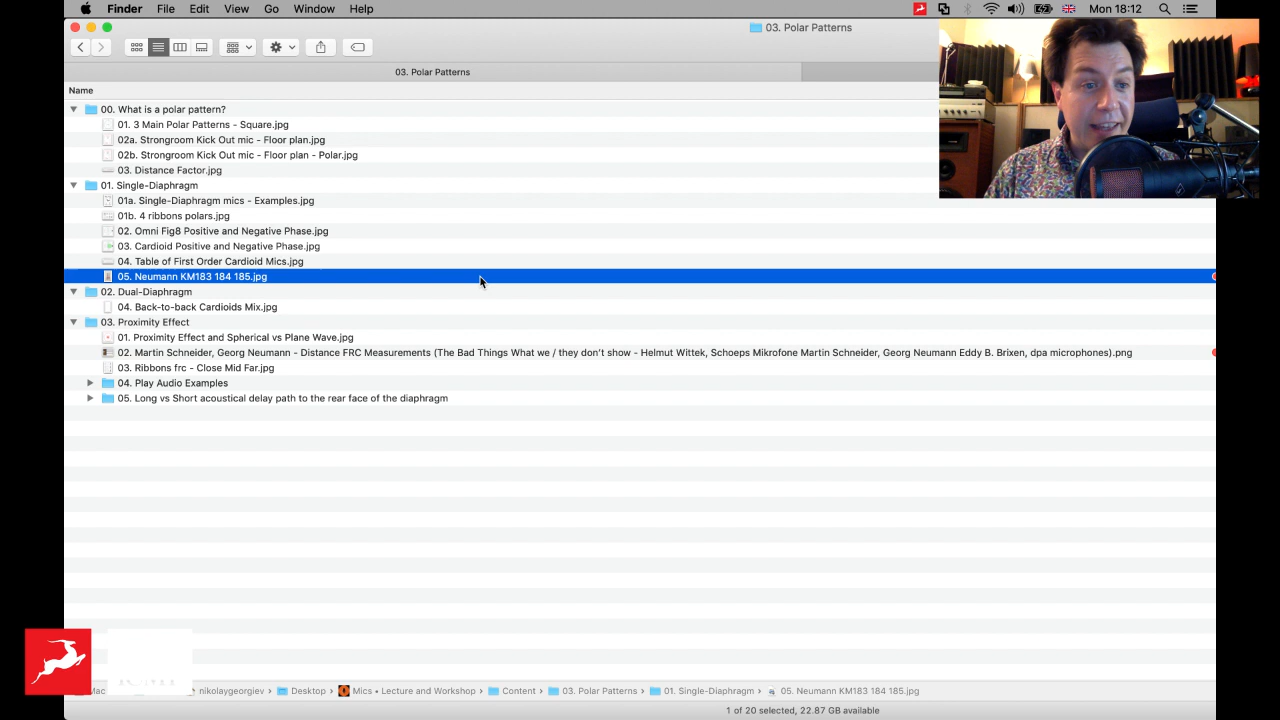 Finder File Edit View Go Window Help Mon 18:12
03. Polar Patterns
03. Polar Patterns
Name
00. What is a polar pattern?
01. 3 Main Polar Patterns - Square.jpg
02a. Strongroom Kick Out mic - Floor plan.jpg
02b. Strongroom Kick Out mic - Floor plan - Polar.jpg
03. Distance Factor.jpg
01. Single-Diaphragm
01a. Single-Diaphragm mics - Examples.jpg
01b. 4 ribbons polars.jpg
02. Omni Fig8 Positive and Negative Phase.jpg
03. Cardioid Positive and Negative Phase.jpg
04. Table of First Order Cardioid Mics.jpg
05. Neumann KM183 184 185.jpg
02. Dual-Diaphragm
04. Back-to-back Cardioids Mix.jpg
03. Proximity Effect
01. Proximity Effect and Spherical vs Plane Wave.jpg
02. Martin Schneider, Georg Neumann - Distance FRC Measurements (The Bad Things What we / they don't show - Helmut Wittek, Schoeps Mikrofone Martin Schneider, Georg Neumann Eddy B. Brixen, dpa microphones).png
03. Ribbons frc - Close Mid Far.jpg
04. Play Audio Examples
05. Long vs Short acoustical delay path to the rear face of the diaphragm
nikolaygeorgiev › Desktop › Mics • Lecture and Workshop › Content › 03. Polar Patterns › 01. Single-Diaphragm › 05. Neumann KM183 184 185.jpg
1 of 20 selected, 22.87 GB available